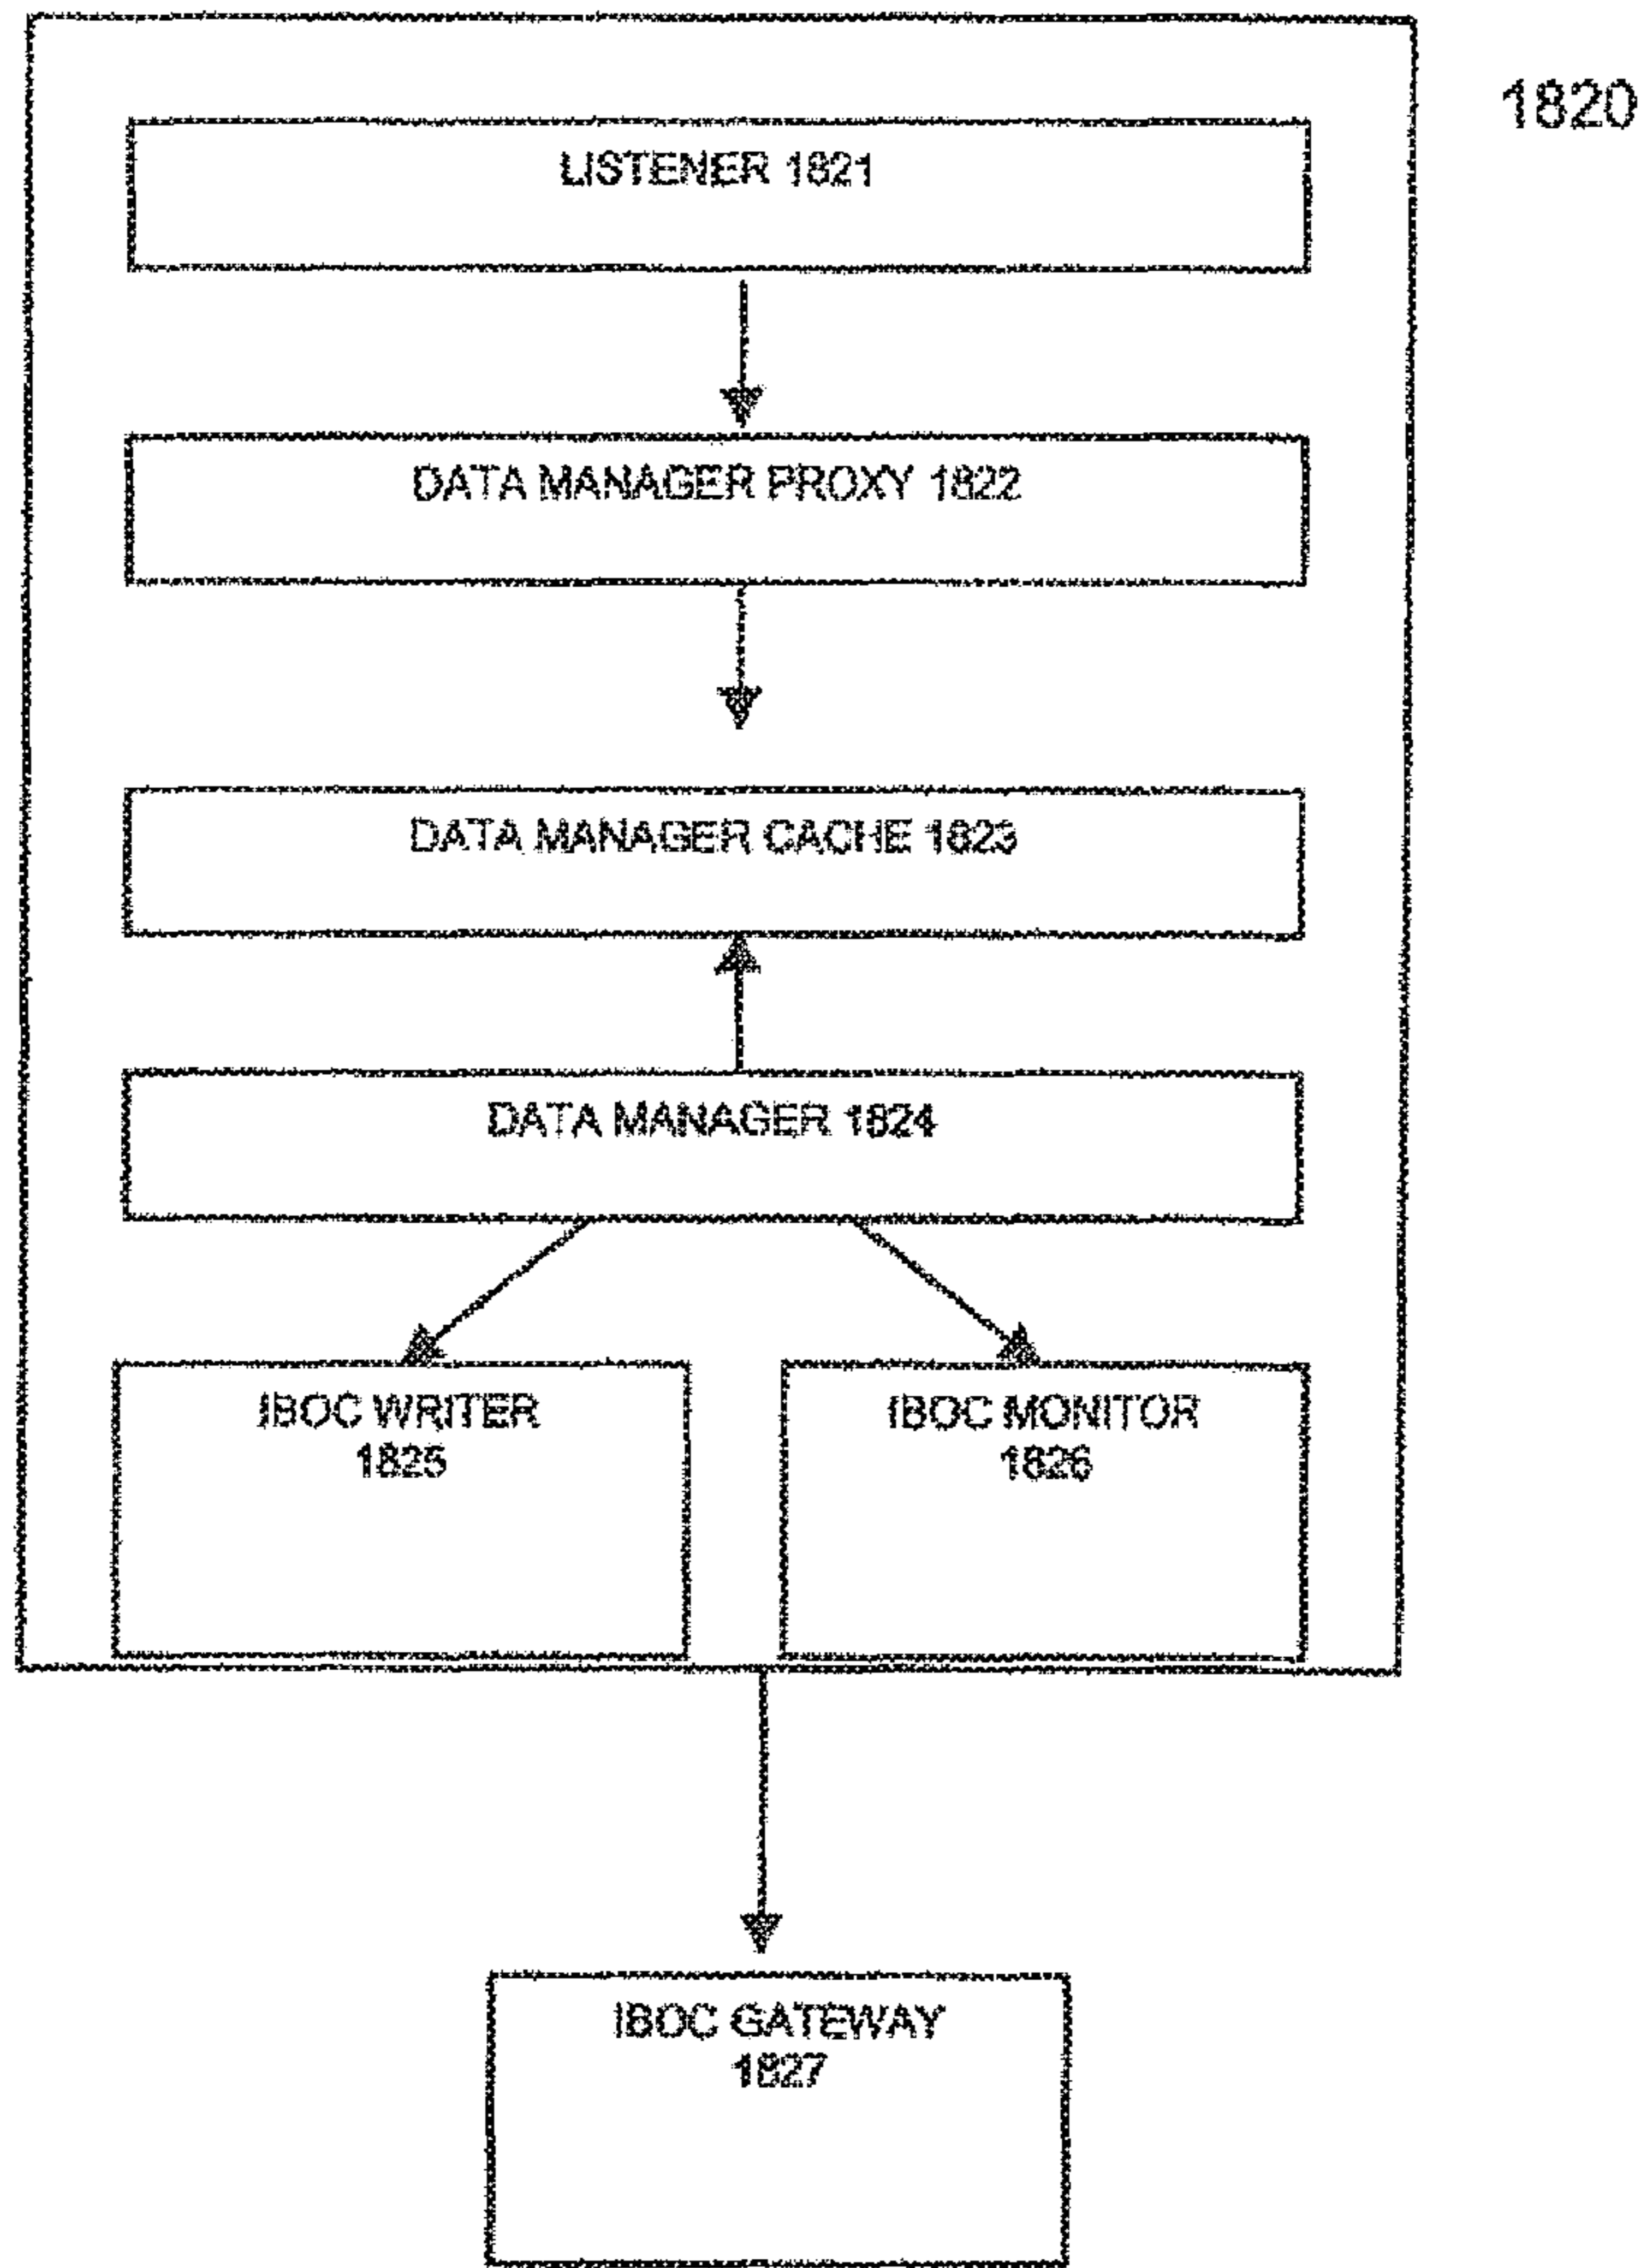 1820
LISTENER 1821
DATA MANAGER PROXY 1822
DATA MANAGER CACHE 1823
DATA MANAGER 1824
IBOC WRITER
1825
IBOC MONITOR
1826
IBOC GATEWAY
1827